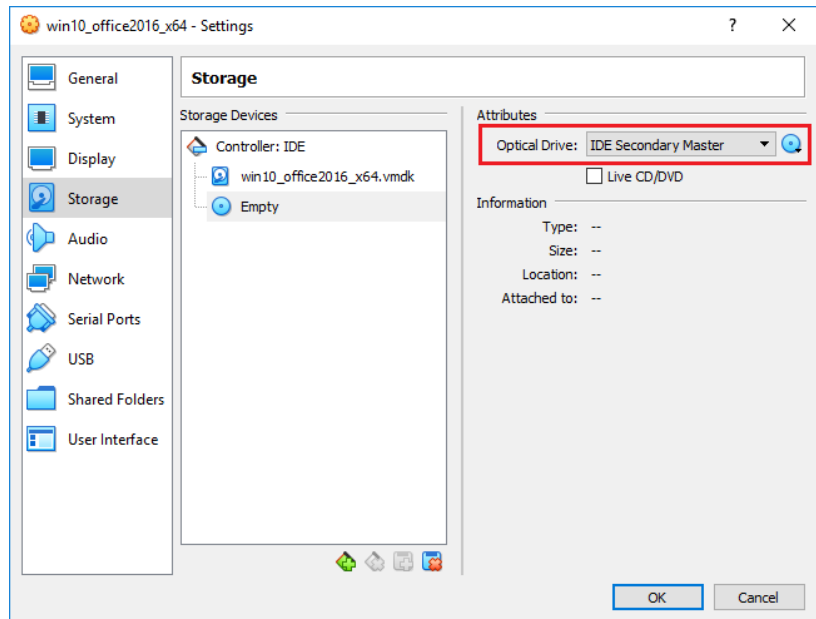 win10_office2016_x64 - Settings
?
General
System
Display
Storage
Audio
Network
Serial Ports
USB
Shared Folders
User Interface
Storage
Storage Devices
Controller: IDE
win10_office2016_x64.vmdk
Empty
Attributes
Optical Drive: IDE Secondary Master
Live CD/DVD
Information
Type: --
Size: --
Location: --
Attached to: --
OK
Cancel